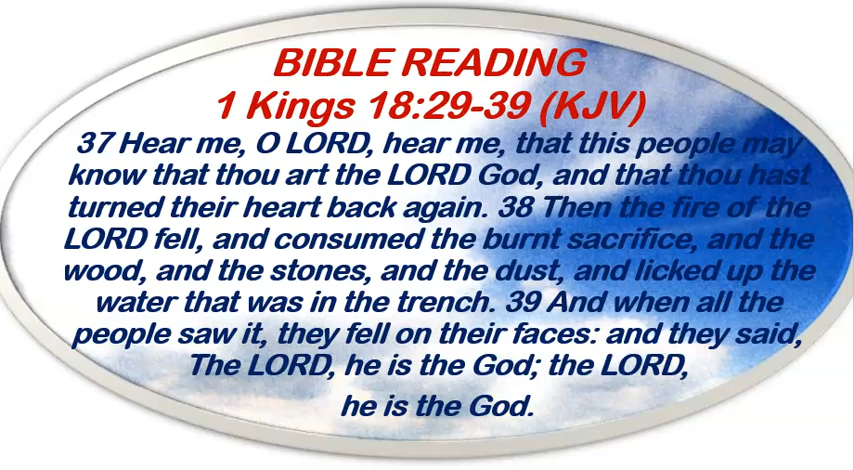 BIBLE READING
1 Kings 18:29-39 (KJV)
37 Hear me, O LORD, hear me, that this people may
know that thou art the LORD God, and that thou hast
turned their heart back again. 38 Then the fire of the
LORD fell, and consumed the burnt sacrifice, and the
wood, and the stones, and the dust, and licked up the
water that was in the trench. 39 And when all the
people saw it, they fell on their faces: and they said,
The LORD, he is the God; the LORD,
he is the God.